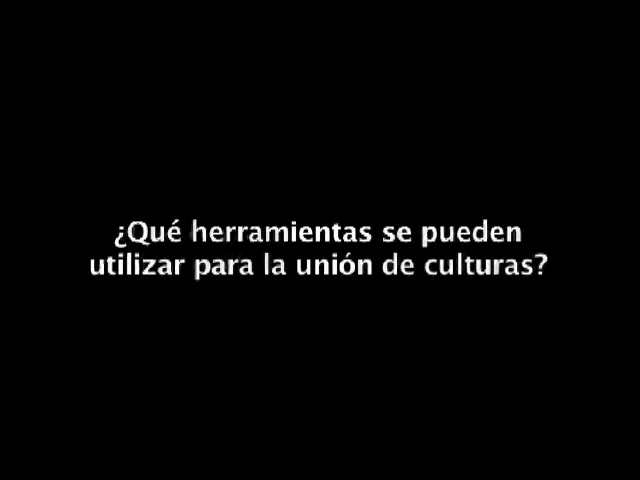 ¿Qué herramientas se pueden
utilizar para la unión de culturas?